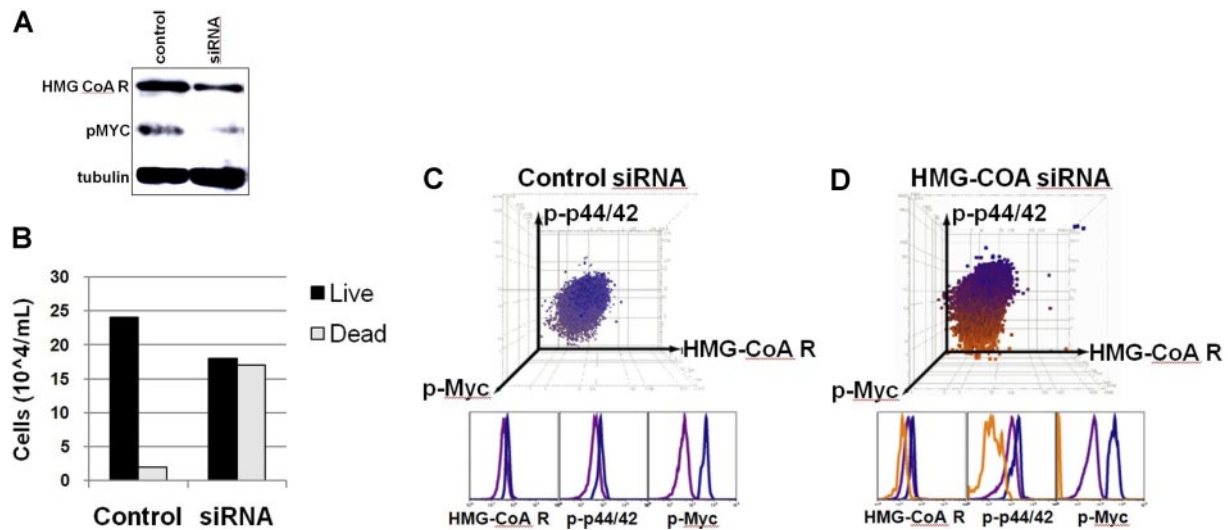 A
control
siRNA
HMG CoA R
pMYC
tubulin
B
30
25
20
15
10
5
0
Cells (10^4/mL)
Control
siRNA
Live
Dead
C
Control siRNA
p-p44/42
HMG-CoA R
p-Myc
HMG-CoA R
p-p44/42
p-Myc
D
HMG-COA siRNA
p-p44/42
HMG-CoA R
p-Myc
HMG-CoA R
p-p44/42
p-Myc